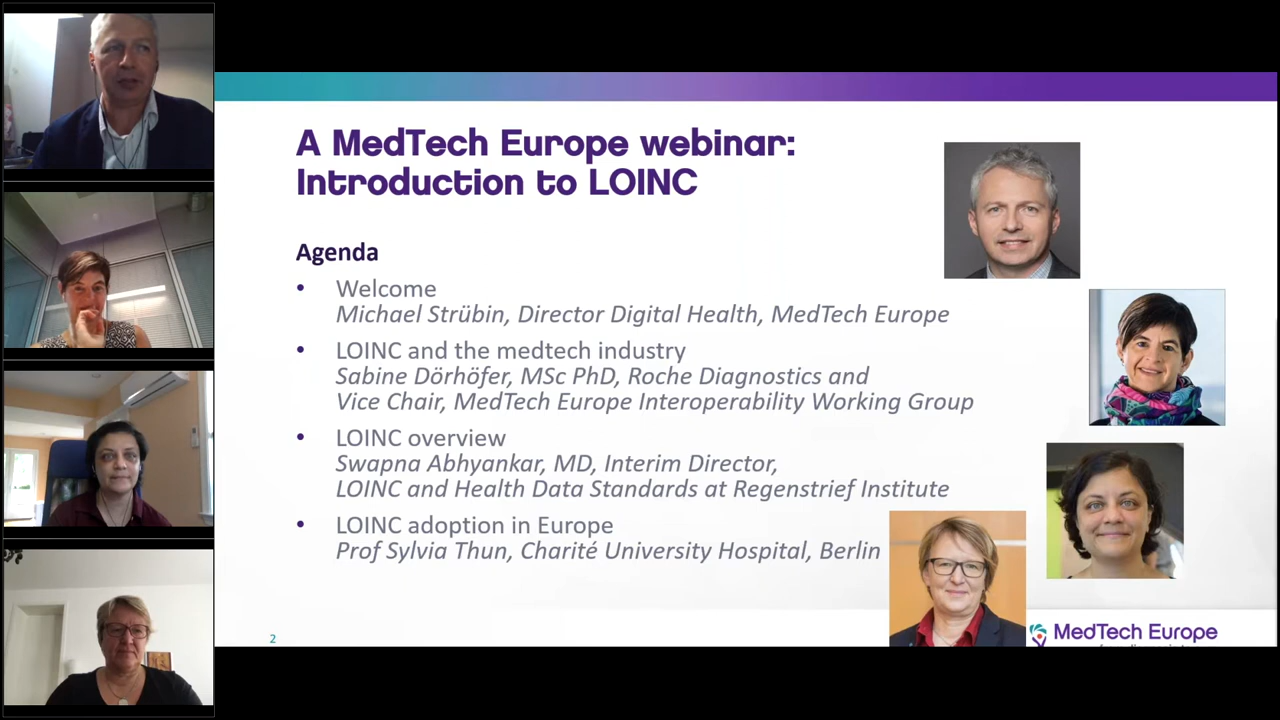 A MedTech Europe webinar:
Introduction to LOINC
Agenda
• Welcome
Michael Strübin, Director Digital Health, MedTech Europe
• LOINC and the medtech industry
Sabine Dörhöfer, MSc PhD, Roche Diagnostics and
Vice Chair, MedTech Europe Interoperability Working Group
• LOINC overview
Swapna Abhyankar, MD, Interim Director,
LOINC and Health Data Standards at Regenstrief Institute
• LOINC adoption in Europe
Prof Sylvia Thun, Charité University Hospital, Berlin
2
MedTech Europe